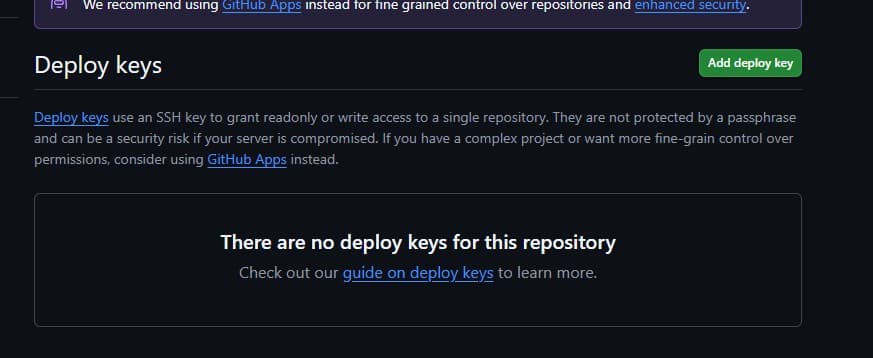 We recommend using GitHub Apps instead for fine grained control over repositories and enhanced security.
Deploy keys
Add deploy key
Deploy keys use an SSH key to grant readonly or write access to a single repository. They are not protected by a passphrase
and can be a security risk if your server is compromised. If you have a complex project or want more fine-grain control over
permissions, consider using GitHub Apps instead.
There are no deploy keys for this repository
Check out our guide on deploy keys to learn more.